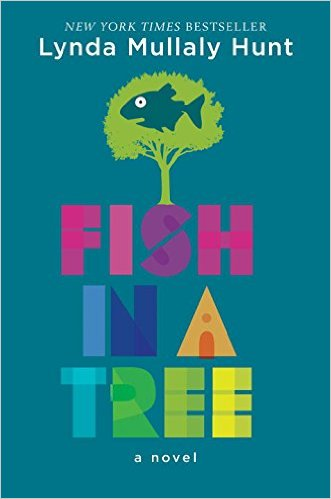 NEW YORK TIMES BESTSELLER
Lynda Mullaly Hunt
FISH
IN A
TREE
a novel